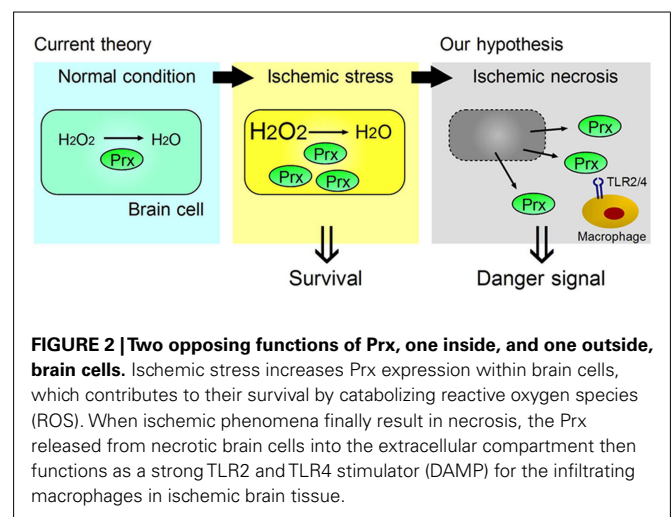 Current theory
Our hypothesis
Normal condition
Ischemic stress
Ischemic necrosis
H2O2
H2O
Prx
Brain cell
H2O2
H2O
Prx
Prx
Prx
Prx
Prx
Prx
TLR2/4
Macrophage
Survival
Danger signal
FIGURE 2 | Two opposing functions of Prx, one inside, and one outside,
brain cells. Ischemic stress increases Prx expression within brain cells,
which contributes to their survival by catabolizing reactive oxygen species
(ROS). When ischemic phenomena finally result in necrosis, the Prx
released from necrotic brain cells into the extracellular compartment then
functions as a strong TLR2 and TLR4 stimulator (DAMP) for the infiltrating
macrophages in ischemic brain tissue.